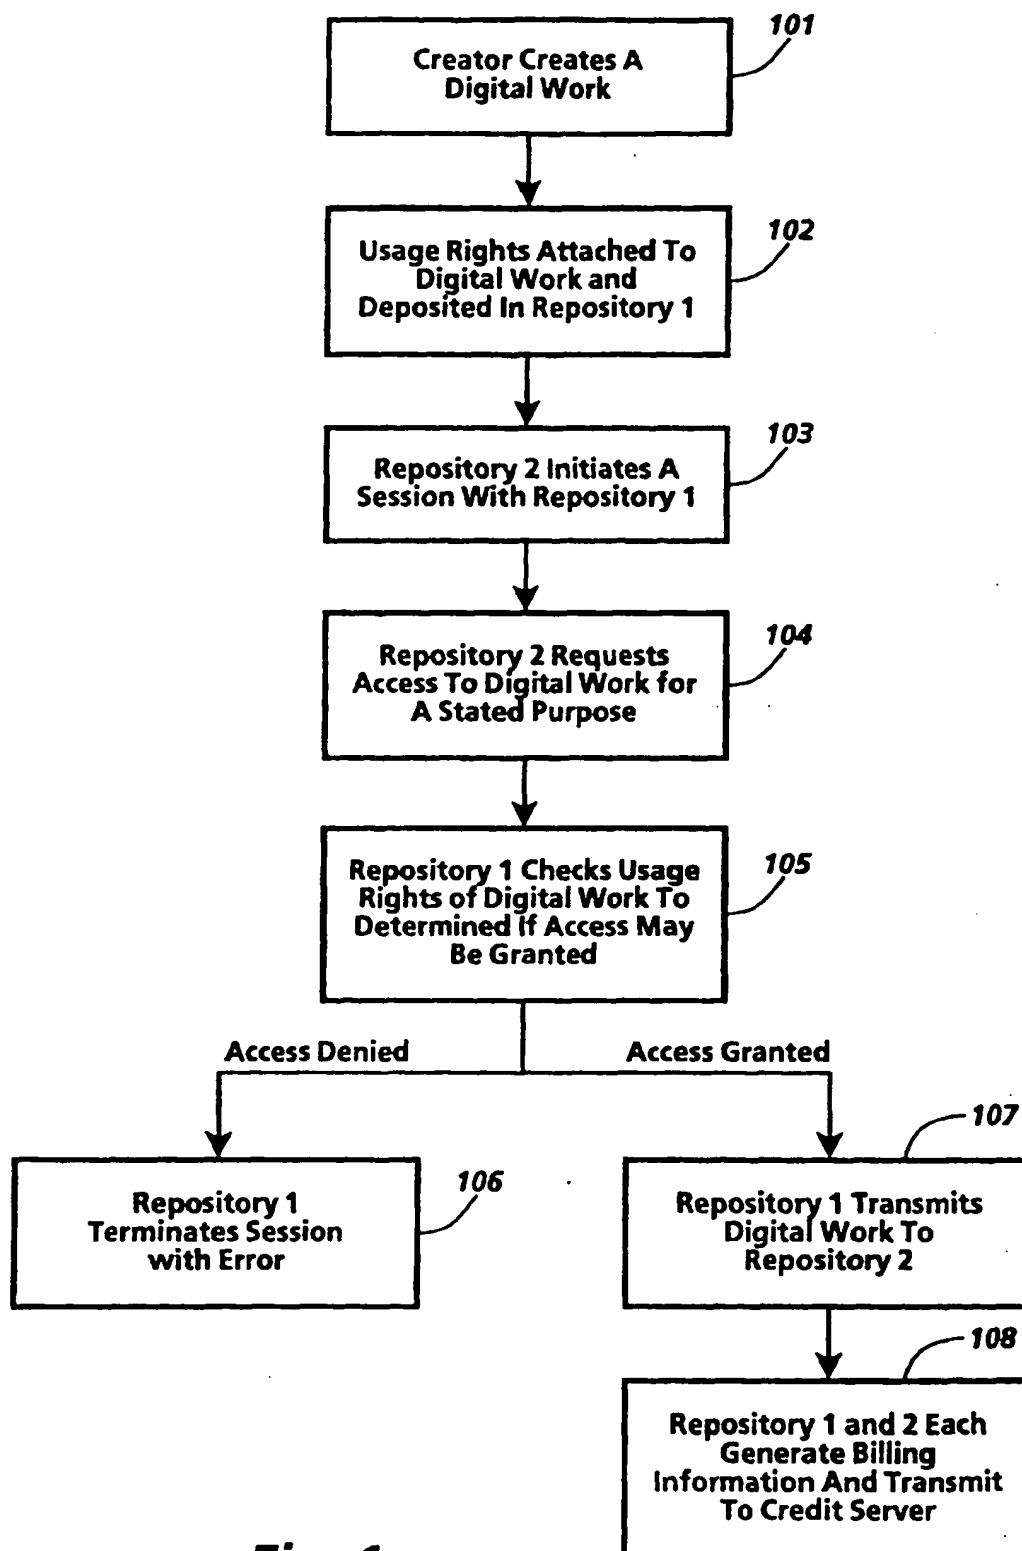 101
Creator Creates A
Digital Work
102
Usage Rights Attached To
Digital Work and
Deposited In Repository 1
103
Repository 2 Initiates A
Session With Repository 1
104
Repository 2 Requests
Access To Digital Work for
A Stated Purpose
105
Repository 1 Checks Usage
Rights of Digital Work To
Determined If Access May
Be Granted
Access Denied
Access Granted
106
Repository 1
Terminates Session
with Error
107
Repository 1 Transmits
Digital Work To
Repository 2
108
Repository 1 and 2 Each
Generate Billing
Information And Transmit
To Credit Server